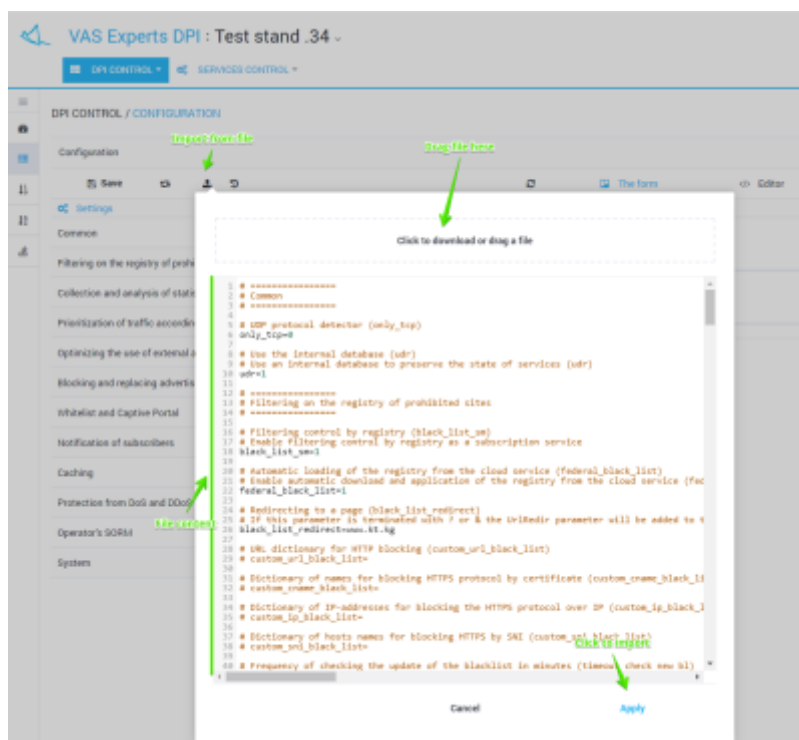 VAS Experts DPI : Test stand .34
DPI CONTROL
SERVICES CONTROL
DPI CONTROL / CONFIGURATION
Import from file
Drag file here
Configuration
Save
The form
Editor
Settings
Common
Filtering on the registry of prohi
Collection and analysis of statis
Prioritization of traffic accordin
Optimizing the use of external a
Blocking and replacing advertis
Whitelist and Captive Portal
Notification of subscribers
Caching
Protection from DoS and DDoS
Operator's SORM
System
File content
Click to download or drag a file
1 # ================
2 # Common
3 # ================
4
5 # UDP protocol detector (only_tcp)
6 only_tcp=0
7
8 # Use the internal database (udr)
9 # Use an internal database to preserve the state of services (udr)
10 udr=1
11
12 # ================
13 # Filtering on the registry of prohibited sites
14 # ================
15
16 # Filtering control by registry (black_list_sm)
17 # Enable filtering control by registry as a subscription service
18 black_list_sm=1
19
20 # Automatic loading of the registry from the cloud service (federal_black_list)
21 # Enable automatic download and application of the registry from the cloud service (fed
22 federal_black_list=1
23
24 # Redirecting to a page (black_list_redirect)
25 # If this parameter is terminated with ? or & the UrlRedir parameter will be added to t
26 black_list_redirect=www.kt.kg
27
28 # URL dictionary for HTTP blocking (custom_url_black_list)
29 # custom_url_black_list=
30
31 # Dictionary of names for blocking HTTPS protocol by certificate (custom_cname_black_li
32 # custom_cname_black_list=
33
34 # Dictionary of IP-addresses for blocking the HTTPS protocol over IP (custom_ip_black_l
35 # custom_ip_black_list=
36
37 # Dictionary of hosts names for blocking HTTPS by SNI (custom_sni_black_list)
38 # custom_sni_black_list=
39
40 # Frequency of checking the update of the blacklist in minutes (timeout_check_new_bl)
Click to import
Cancel
Apply